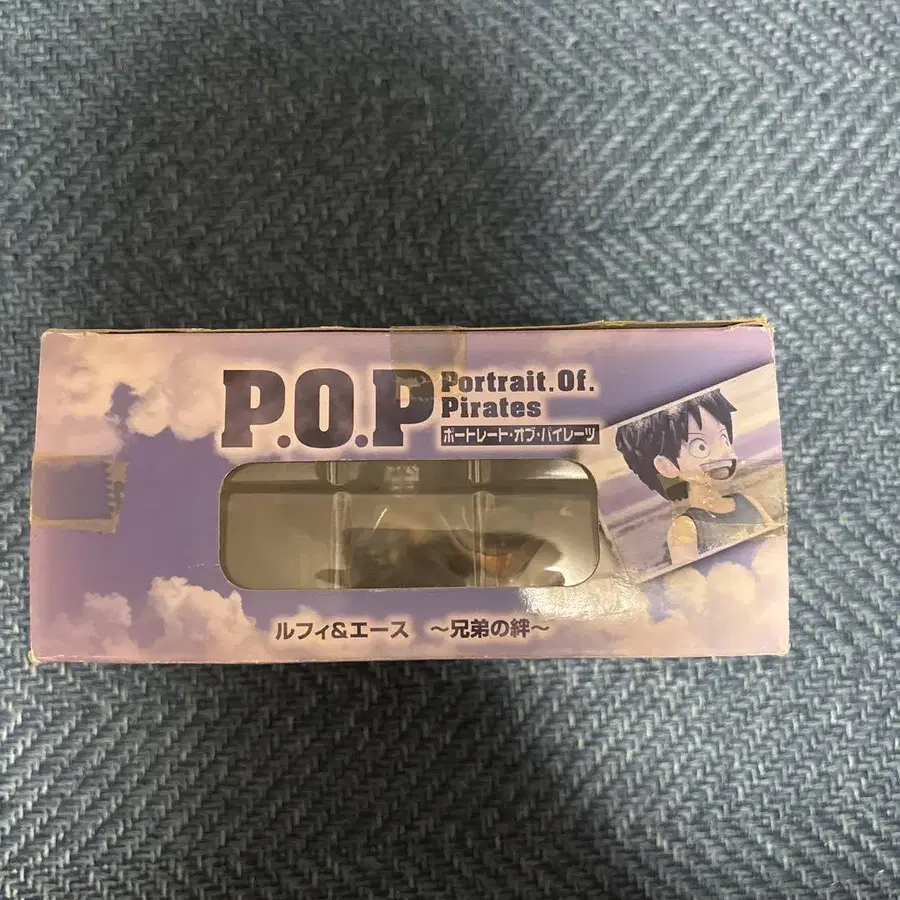 P.O.P
Portrait.Of.
Pirates
ポートレート・オブ・パイレーツ
ルフィ&エース ～兄弟の絆～